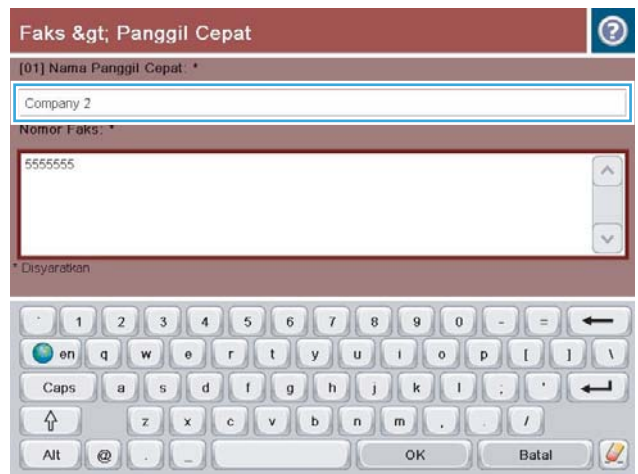 Faks &gt; Panggil Cepat
[01] Nama Panggil Cepat: *
Company 2
Nomor Faks: *
5555555
* Disyaratkan
` 1 2 3 4 5 6 7 8 9 0 - =
en q w e r t y u i o p [ ] \
Caps a s d f g h j k l ; '
z x c v b n m , . /
Alt @ . _ OK Batal